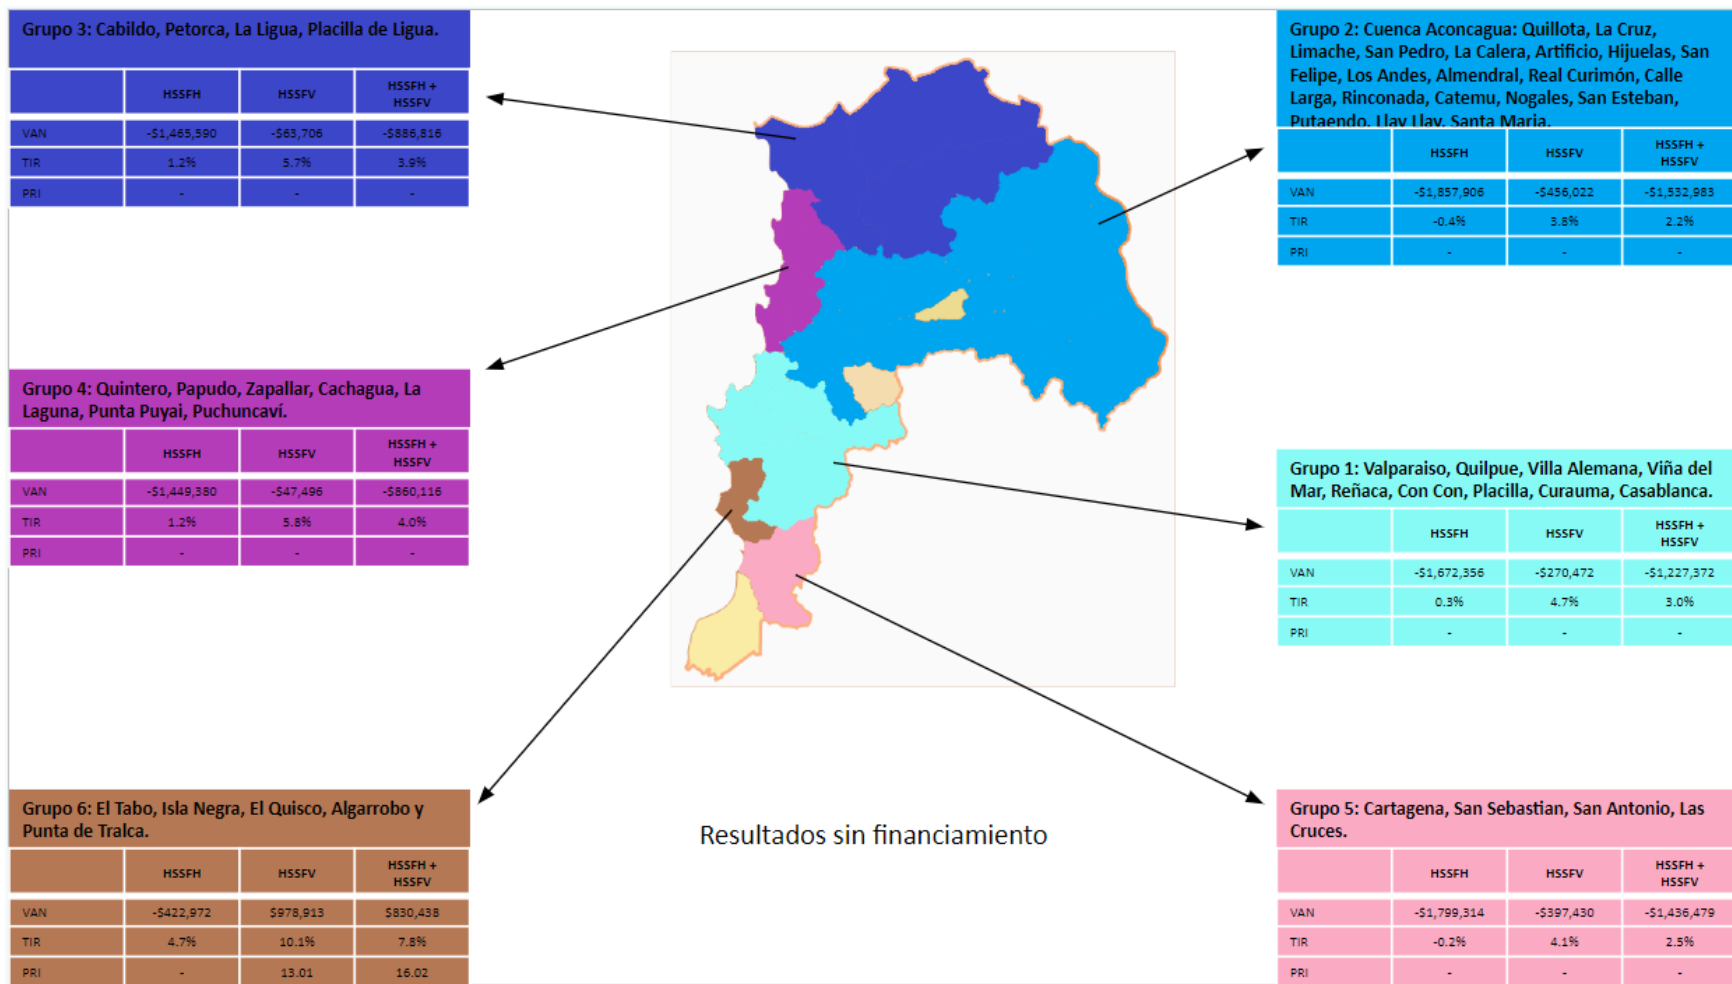 Grupo 3: Cabildo, Petorca, La Ligua, Placilla de Ligua.
HSSFH HSSFV HSSFH +
HSSFV
VAN -$1,465,590 -$63,706 -$886,816
TIR 1.2% 5.7% 3.9%
PRI - - -
Grupo 2: Cuenca Aconcagua: Quillota, La Cruz,
Limache, San Pedro, La Calera, Artificio, Hijuelas, San
Felipe, Los Andes, Almendral, Real Curimón, Calle
Larga, Rinconada, Catemu, Nogales, San Esteban,
Putaendo, Llay Llay, Santa Maria.
HSSFH HSSFV HSSFH +
HSSFV
VAN -$1,857,906 -$456,022 -$1,532,983
TIR -0.4% 3.8% 2.2%
PRI - - -
Grupo 4: Quintero, Papudo, Zapallar, Cachagua, La
Laguna, Punta Puyai, Puchuncaví.
HSSFH HSSFV HSSFH +
HSSFV
VAN -$1,449,380 -$47,496 -$860,116
TIR 1.2% 5.8% 4.0%
PRI - - -
Grupo 1: Valparaiso, Quilpue, Villa Alemana, Viña del
Mar, Reñaca, Con Con, Placilla, Curauma, Casablanca.
HSSFH HSSFV HSSFH +
HSSFV
VAN -$1,672,356 -$270,472 -$1,227,372
TIR 0.3% 4.7% 3.0%
PRI - - -
Grupo 6: El Tabo, Isla Negra, El Quisco, Algarrobo y
Punta de Tralca.
HSSFH HSSFV HSSFH +
HSSFV
VAN -$422,972 $978,913 $830,438
TIR 4.7% 10.1% 7.8%
PRI - 13.01 16.02
Resultados sin financiamiento
Grupo 5: Cartagena, San Sebastian, San Antonio, Las
Cruces.
HSSFH HSSFV HSSFH +
HSSFV
VAN -$1,799,314 -$397,430 -$1,436,479
TIR -0.2% 4.1% 2.5%
PRI - - -